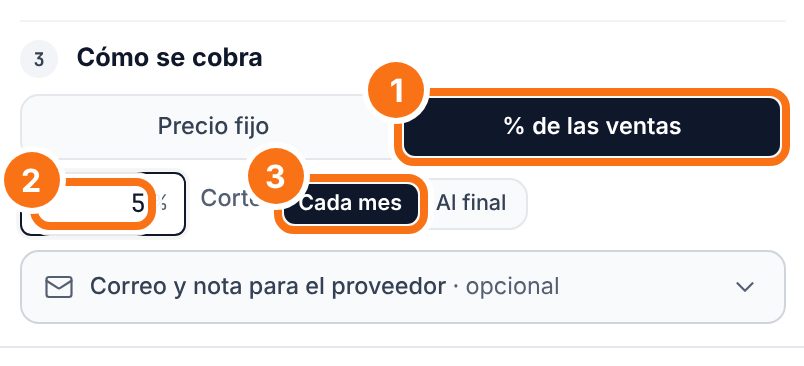 3 Cómo se cobra
1
Precio fijo
% de las ventas
2
5 %
3
Cada mes
Al final
Correo y nota para el proveedor · opcional